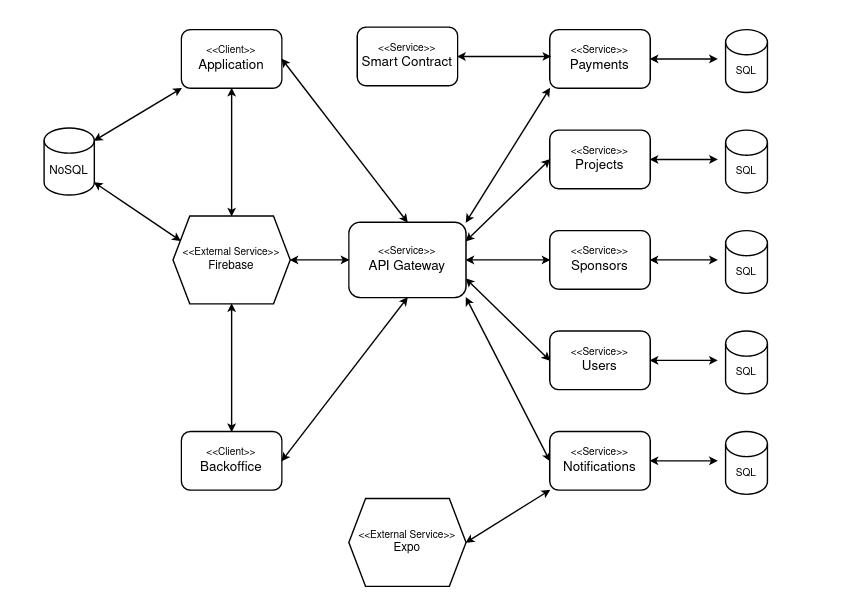 <<Client>>
Application
<<Service>>
Smart Contract
<<Service>>
Payments
SQL
NoSQL
<<Service>>
Projects
SQL
<<External Service>>
Firebase
<<Service>>
API Gateway
<<Service>>
Sponsors
SQL
<<Service>>
Users
SQL
<<Client>>
Backoffice
<<Service>>
Notifications
SQL
<<External Service>>
Expo